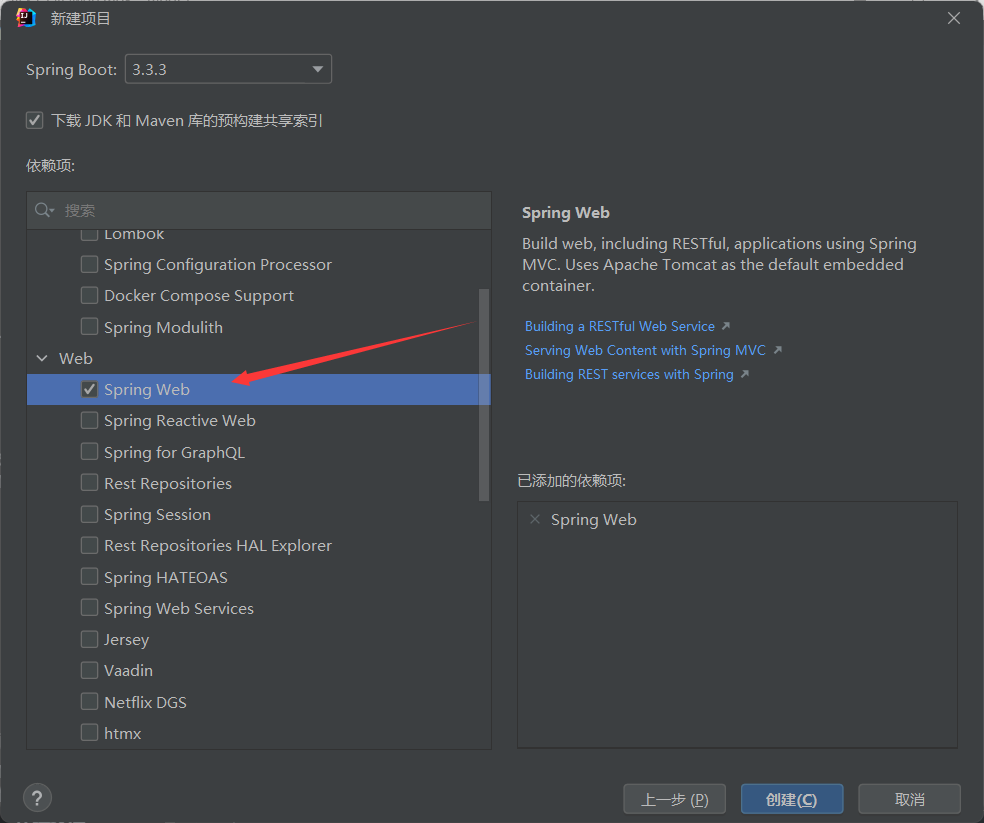 新建项目
Spring Boot: 3.3.3
下载 JDK 和 Maven 库的预构建共享索引
依赖项:
搜索
Lombok
Spring Configuration Processor
Docker Compose Support
Spring Modulith
Web
Spring Web
Spring Reactive Web
Spring for GraphQL
Rest Repositories
Spring Session
Rest Repositories HAL Explorer
Spring HATEOAS
Spring Web Services
Jersey
Vaadin
Netflix DGS
htmx
Spring Web
Build web, including RESTful, applications using Spring
MVC. Uses Apache Tomcat as the default embedded
container.
Building a RESTful Web Service
Serving Web Content with Spring MVC
Building REST services with Spring
已添加的依赖项:
Spring Web
?
上一步 (P)
创建(C)
取消